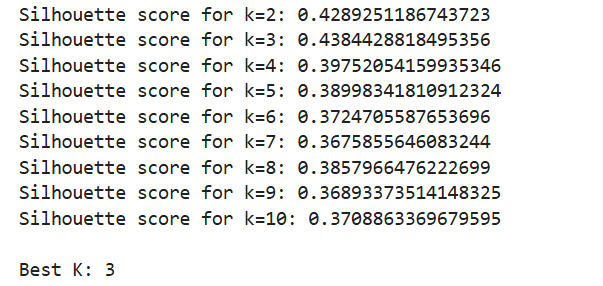 Silhouette score for k=2: 0.4289251186743723
Silhouette score for k=3: 0.4384428818495356
Silhouette score for k=4: 0.39752054159935346
Silhouette score for k=5: 0.38998341810912324
Silhouette score for k=6: 0.3724705587653696
Silhouette score for k=7: 0.3675855646083244
Silhouette score for k=8: 0.3857966476222699
Silhouette score for k=9: 0.36893373514148325
Silhouette score for k=10: 0.3708863369679595
Best K: 3